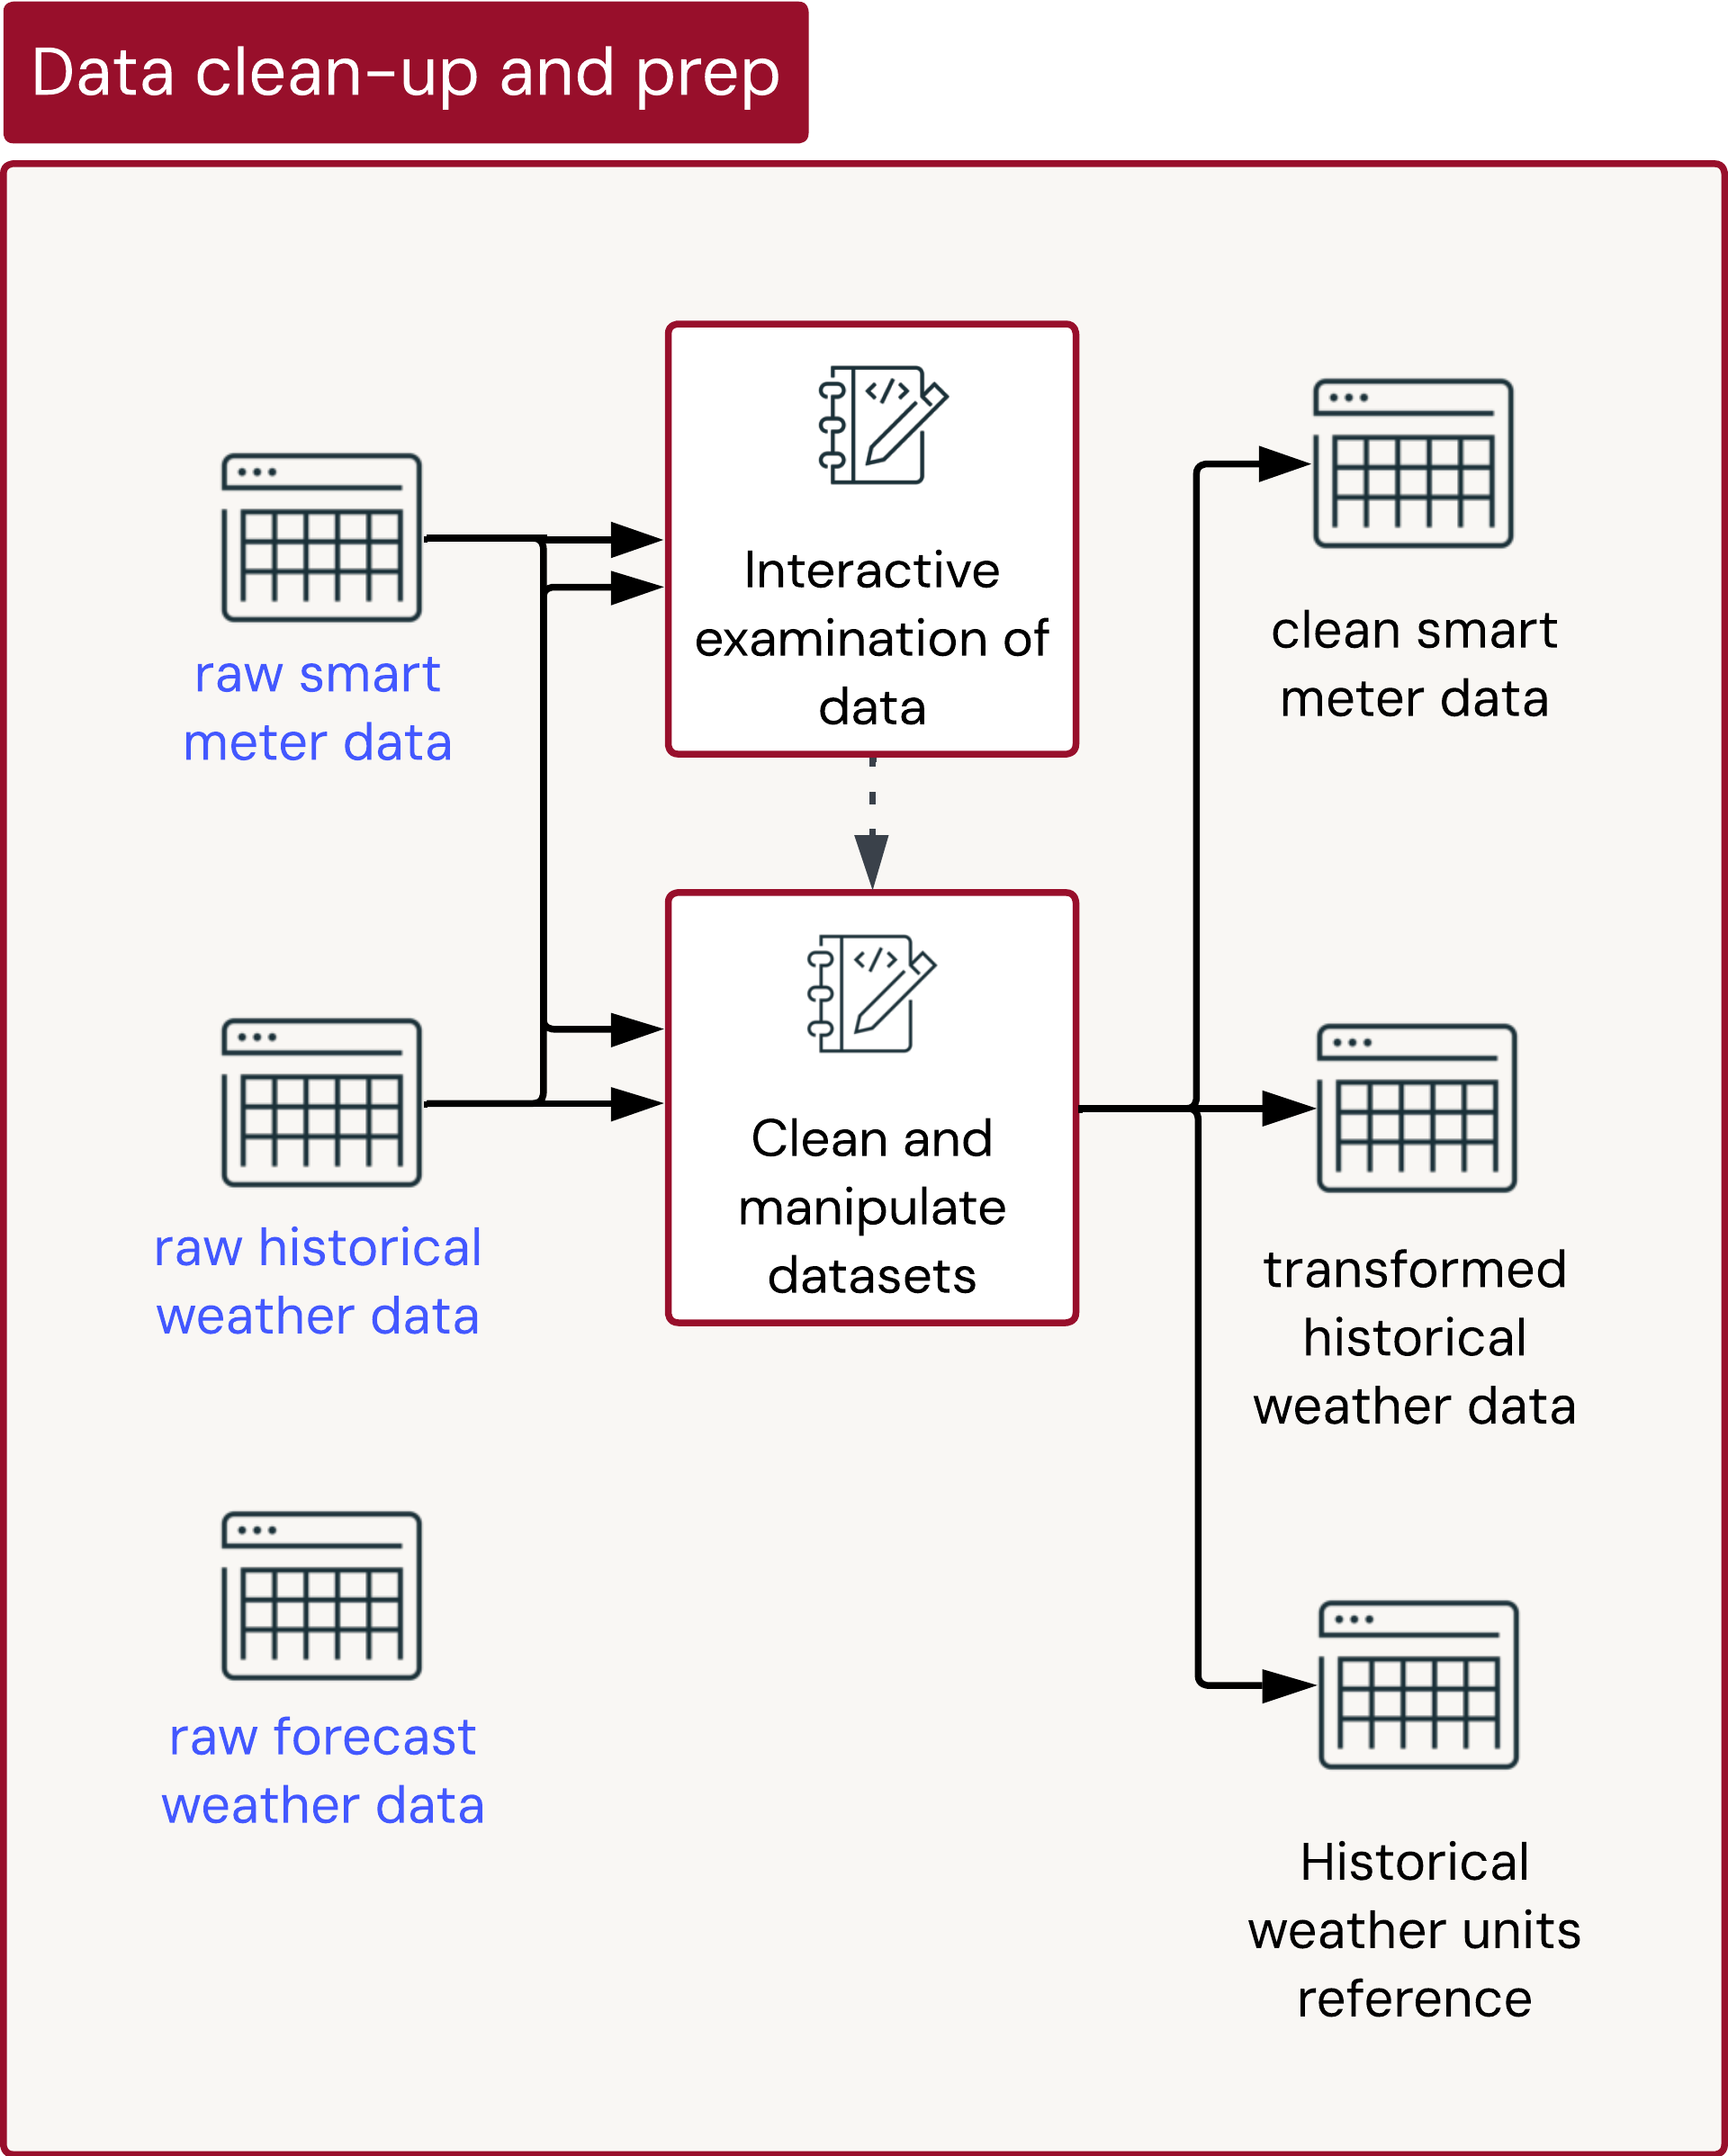 Data clean-up and prep
raw smart
meter data
raw historical
weather data
raw forecast
weather data
</>
Interactive
examination of
data
</>
Clean and
manipulate
datasets
clean smart
meter data
transformed
historical
weather data
Historical
weather units
reference